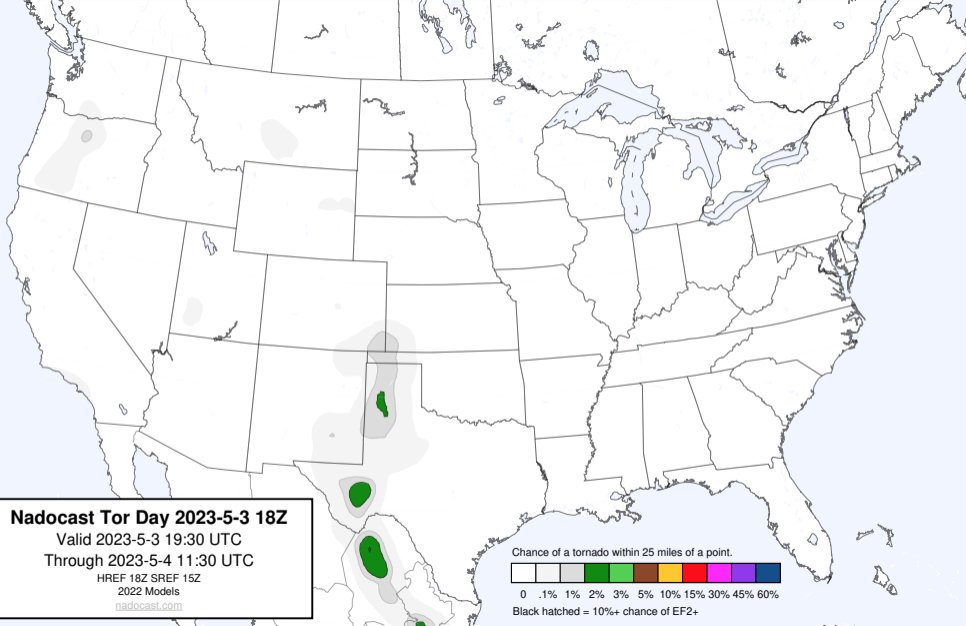 Nadocast Tor Day 2023-5-3 18Z
Valid 2023-5-3 19:30 UTC
Through 2023-5-4 11:30 UTC
HREF 18Z SREF 15Z
2022 Models
nadocast.com
Chance of a tornado within 25 miles of a point.
0 .1% 1% 2% 3% 5% 10% 15% 30% 45% 60%
Black hatched = 10%+ chance of EF2+